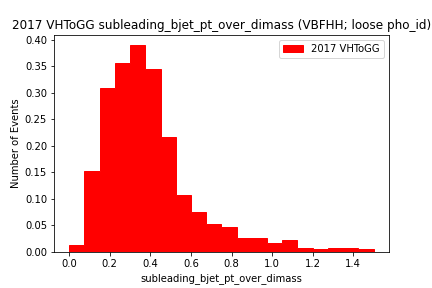 2017 VHToGG subleading_bjet_pt_over_dimass (VBFHH; loose pho_id)
2017 VHToGG
Number of Events
0.40
0.35
0.30
0.25
0.20
0.15
0.10
0.05
0.00
0.0 0.2 0.4 0.6 0.8 1.0 1.2 1.4
subleading_bjet_pt_over_dimass